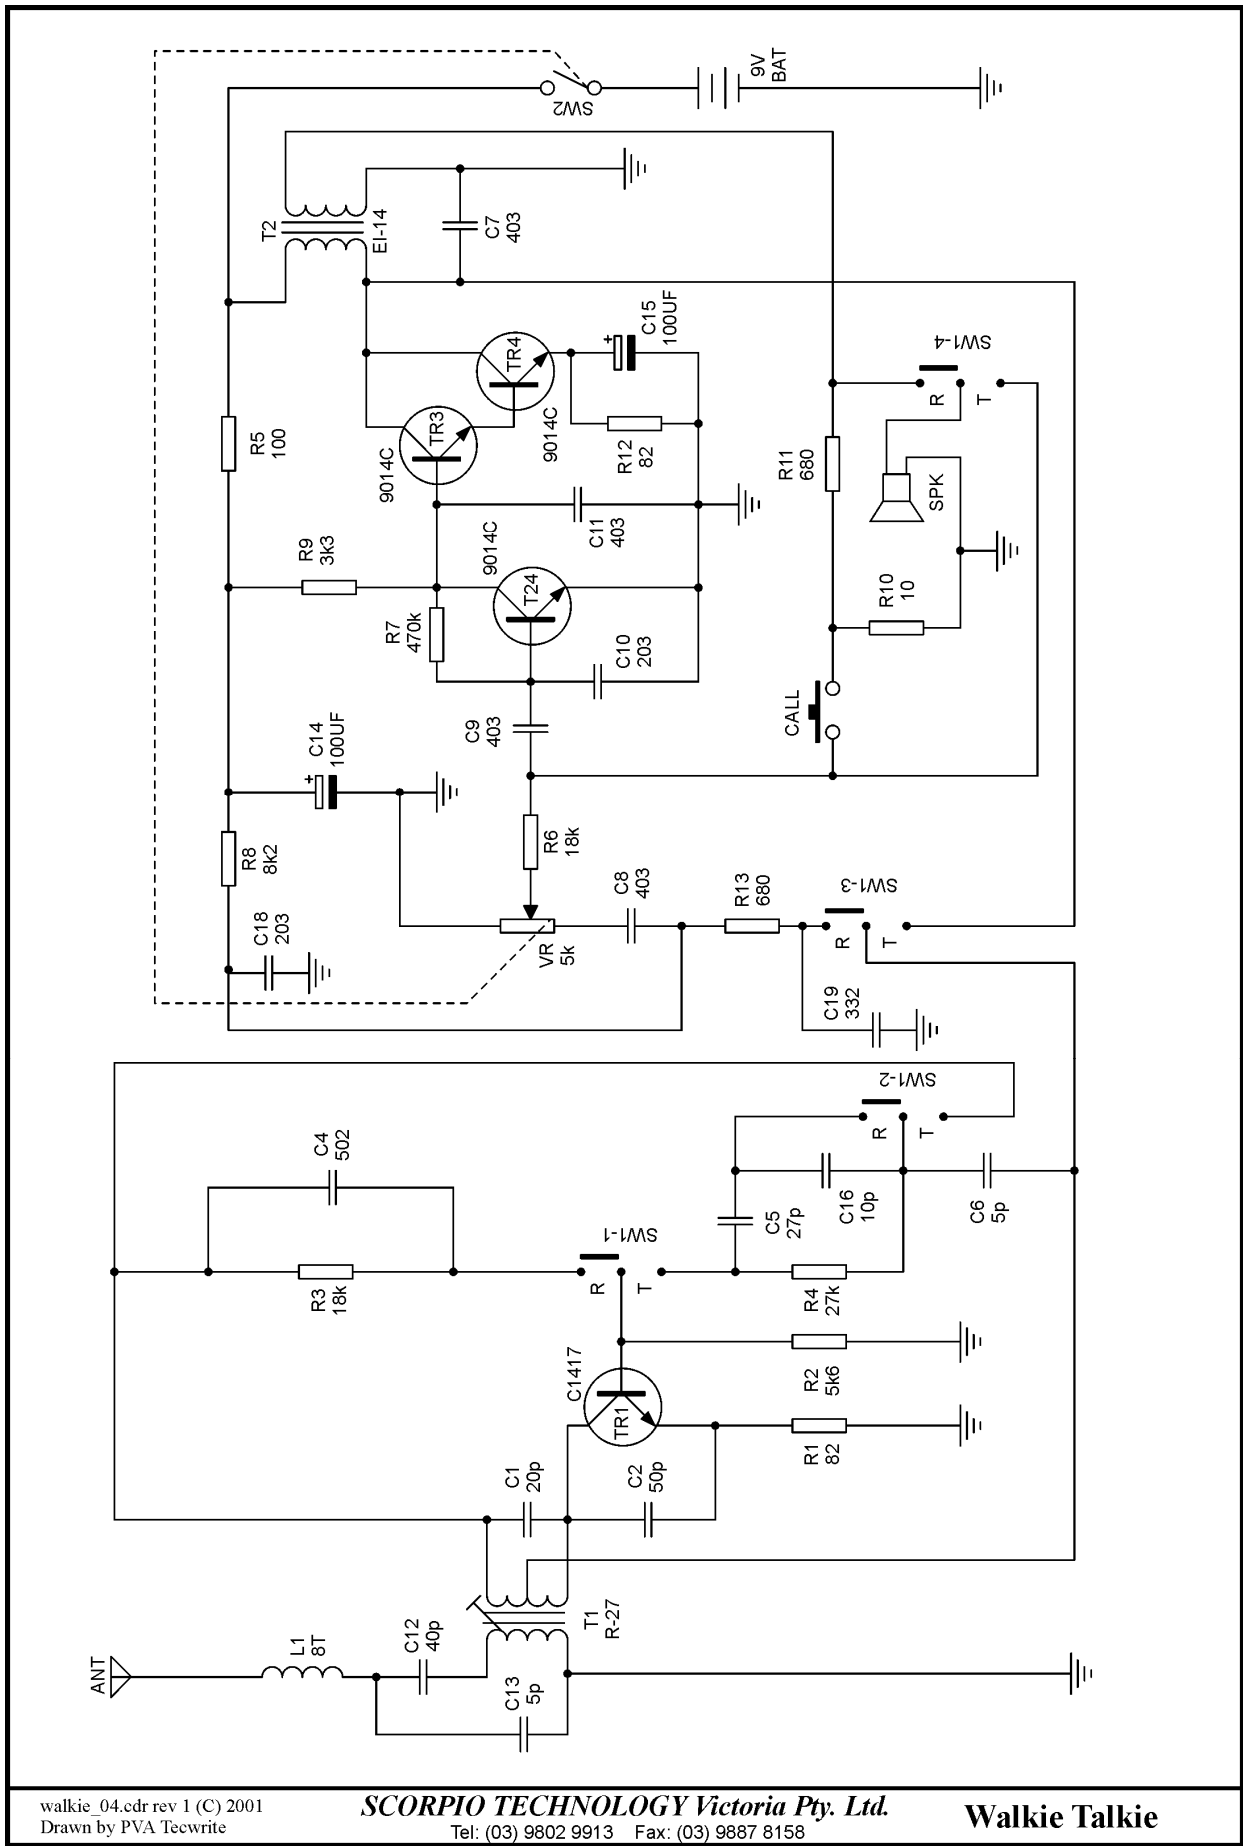 SW2
9V
BAT
T2
EI-14
C7
403
R5
100
C15
100UF
TR4
TR3
9014C
9014C
R12
82
SW1-4
R
T
R11
680
SPK
R9
3k3
C11
403
9014C
T24
R7
470k
R10
10
C10
203
CALL
C14
100UF
C9
403
R8
8k2
R6
18k
C18
203
VR
5k
C8
403
R13
680
SW1-3
R
T
C19
332
SW1-2
R
T
C4
502
R3
18k
SW1-1
R
T
C5
27p
C16
10p
C6
5p
R4
27k
C1417
TR1
R2
5k6
R1
82
C1
20p
C2
50p
ANT
L1
8T
C12
40p
T1
R-27
C13
5p
walkie_04.cdr rev 1 (C) 2001
Drawn by PVA Tecwrite
SCORPIO TECHNOLOGY Victoria Pty. Ltd.
Tel: (03) 9802 9913 Fax: (03) 9887 8158
Walkie Talkie